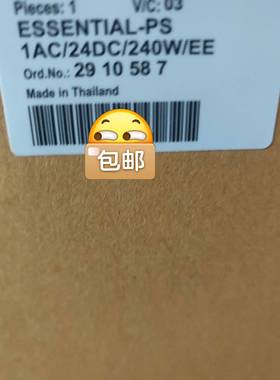 Pieces: 1 V/C: 03
ESSENTIAL-PS
1AC/24DC/240W/EE
Ord.No.: 29 10 58 7
Made in Thailand
包邮